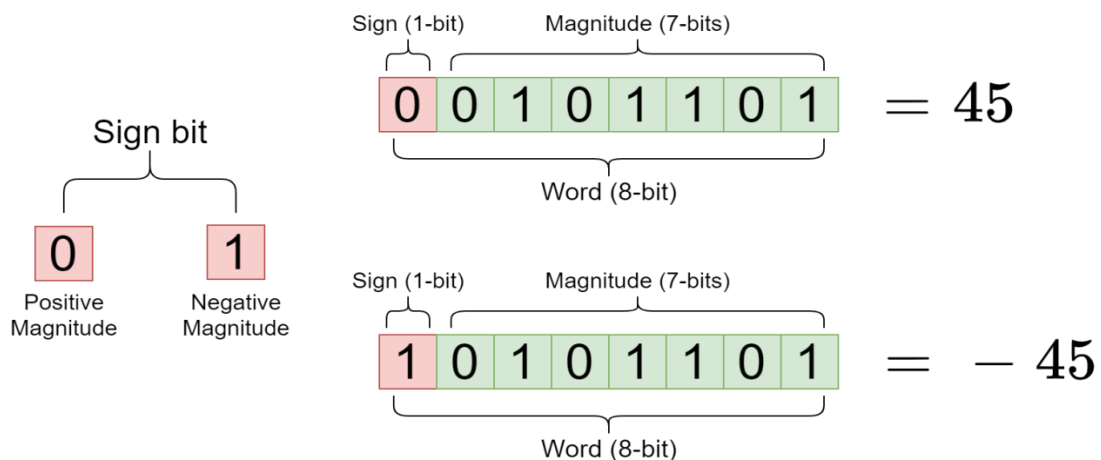 Sign bit
0
1
Positive
Magnitude
Negative
Magnitude
Sign (1-bit)
Magnitude (7-bits)
0 0 1 0 1 1 0 1 = 45
Word (8-bit)
Sign (1-bit)
Magnitude (7-bits)
1 0 1 0 1 1 0 1 = - 45
Word (8-bit)